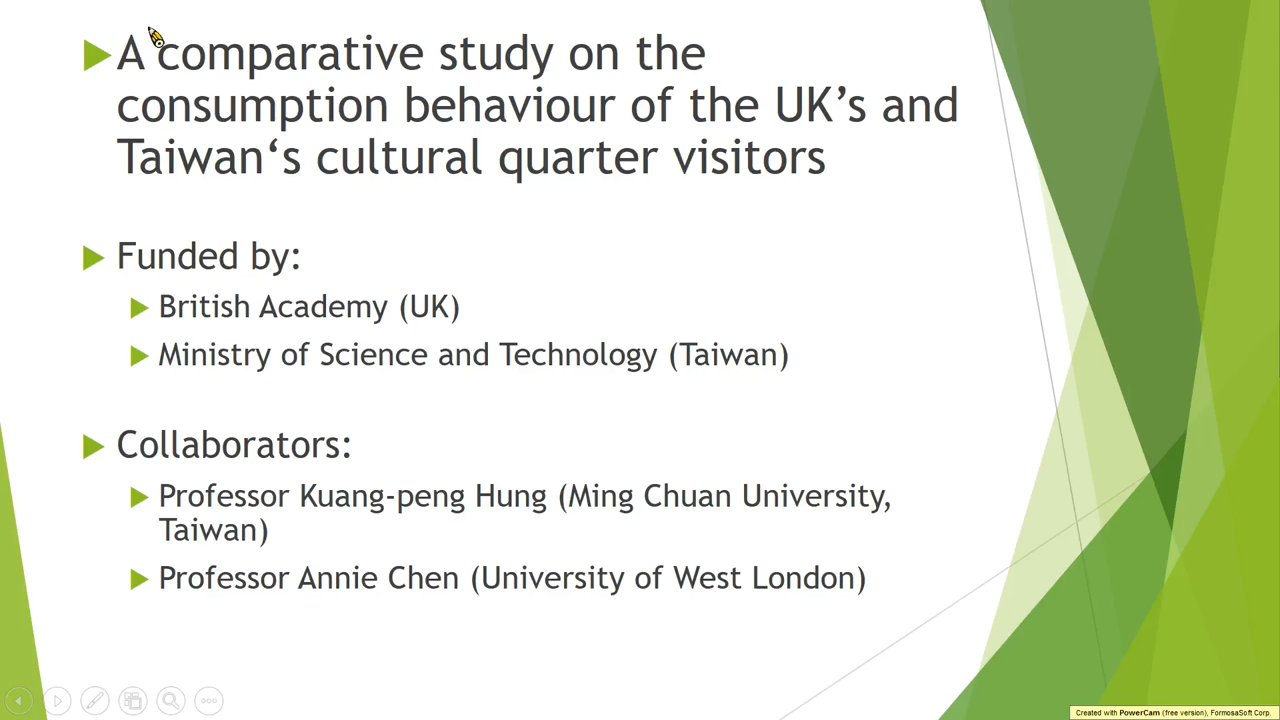 A comparative study on the
consumption behaviour of the UK’s and
Taiwan‘s cultural quarter visitors
Funded by:
British Academy (UK)
Ministry of Science and Technology (Taiwan)
Collaborators:
Professor Kuang-peng Hung (Ming Chuan University,
Taiwan)
Professor Annie Chen (University of West London)
Created with PowerCam (free version), FormosaSoft Corp.